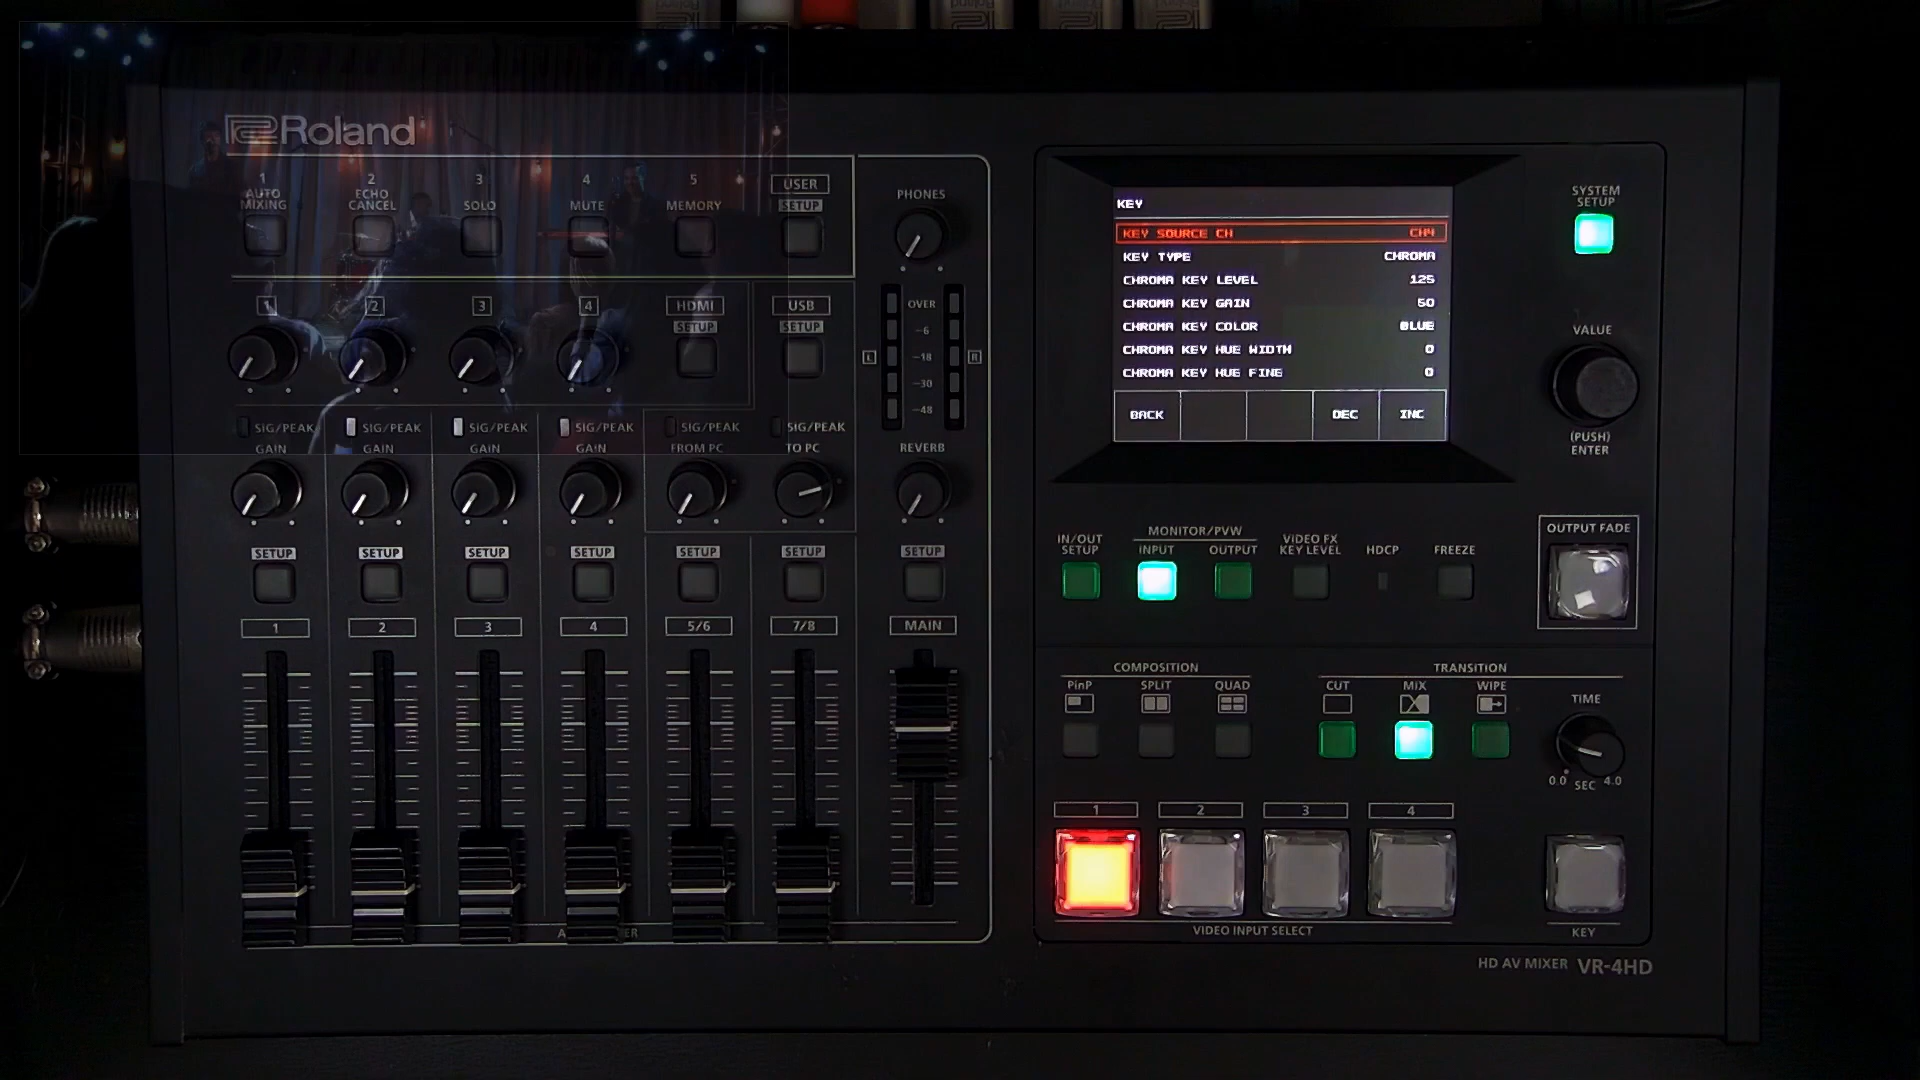 Roland
1 2 3 4 5 USER
AUTO MIXING ECHO CANCEL SOLO MUTE MEMORY SETUP
1 2 3 4 HDMI USB
SETUP SETUP
SIG/PEAK SIG/PEAK SIG/PEAK SIG/PEAK SIG/PEAK SIG/PEAK
GAIN GAIN GAIN GAIN FROM PC TO PC
SETUP SETUP SETUP SETUP SETUP SETUP
1 2 3 4 5/6 7/8
PHONES
OVER
L -6 R
-18
-30
-48
REVERB
SETUP
MAIN
KEY
KEY SOURCE CH CH4
KEY TYPE CHROMA
CHROMA KEY LEVEL 125
CHROMA KEY GAIN 50
CHROMA KEY COLOR BLUE
CHROMA KEY HUE WIDTH 0
CHROMA KEY HUE FINE 0
BACK DEC INC
SYSTEM
SETUP
VALUE
(PUSH)
ENTER
MONITOR/PVW
IN/OUT SETUP INPUT OUTPUT VIDEO FX KEY LEVEL HDCP FREEZE
OUTPUT FADE
COMPOSITION TRANSITION
PinP SPLIT QUAD CUT MIX WIPE
TIME
0.0 SEC 4.0
1 2 3 4
VIDEO INPUT SELECT
KEY
HD AV MIXER VR-4HD